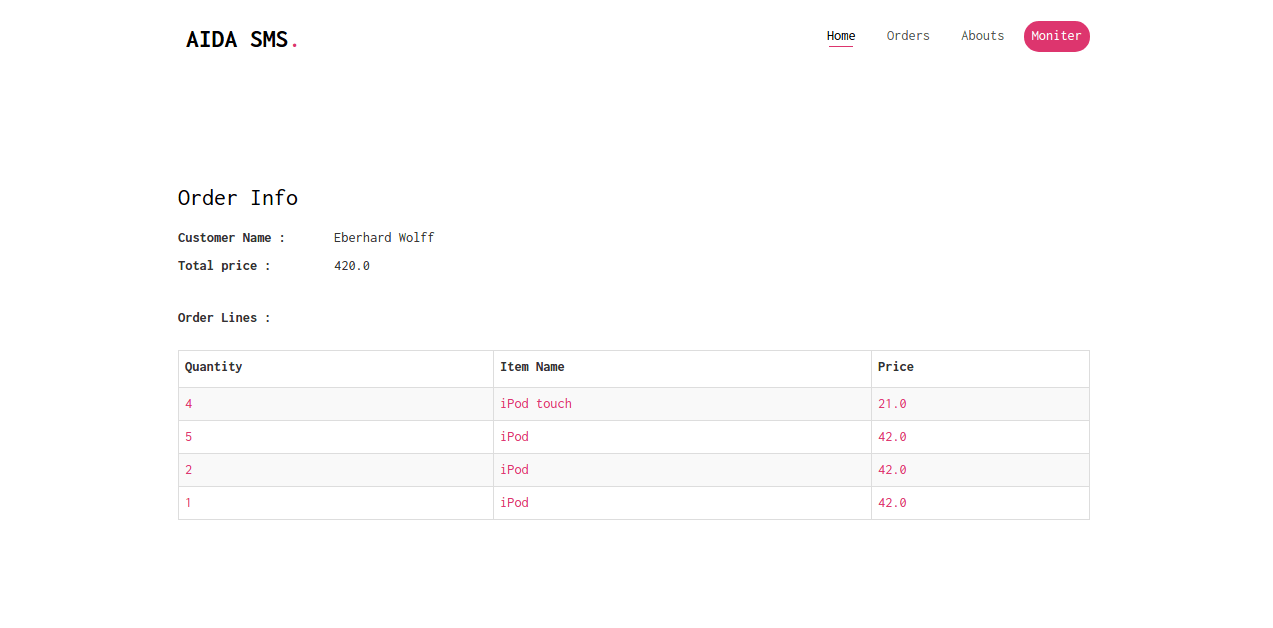 AIDA SMS.
Home Orders Abouts Moniter
Order Info
Customer Name : Eberhard Wolff
Total price : 420.0
Order Lines :
Quantity Item Name Price
4 iPod touch 21.0
5 iPod 42.0
2 iPod 42.0
1 iPod 42.0